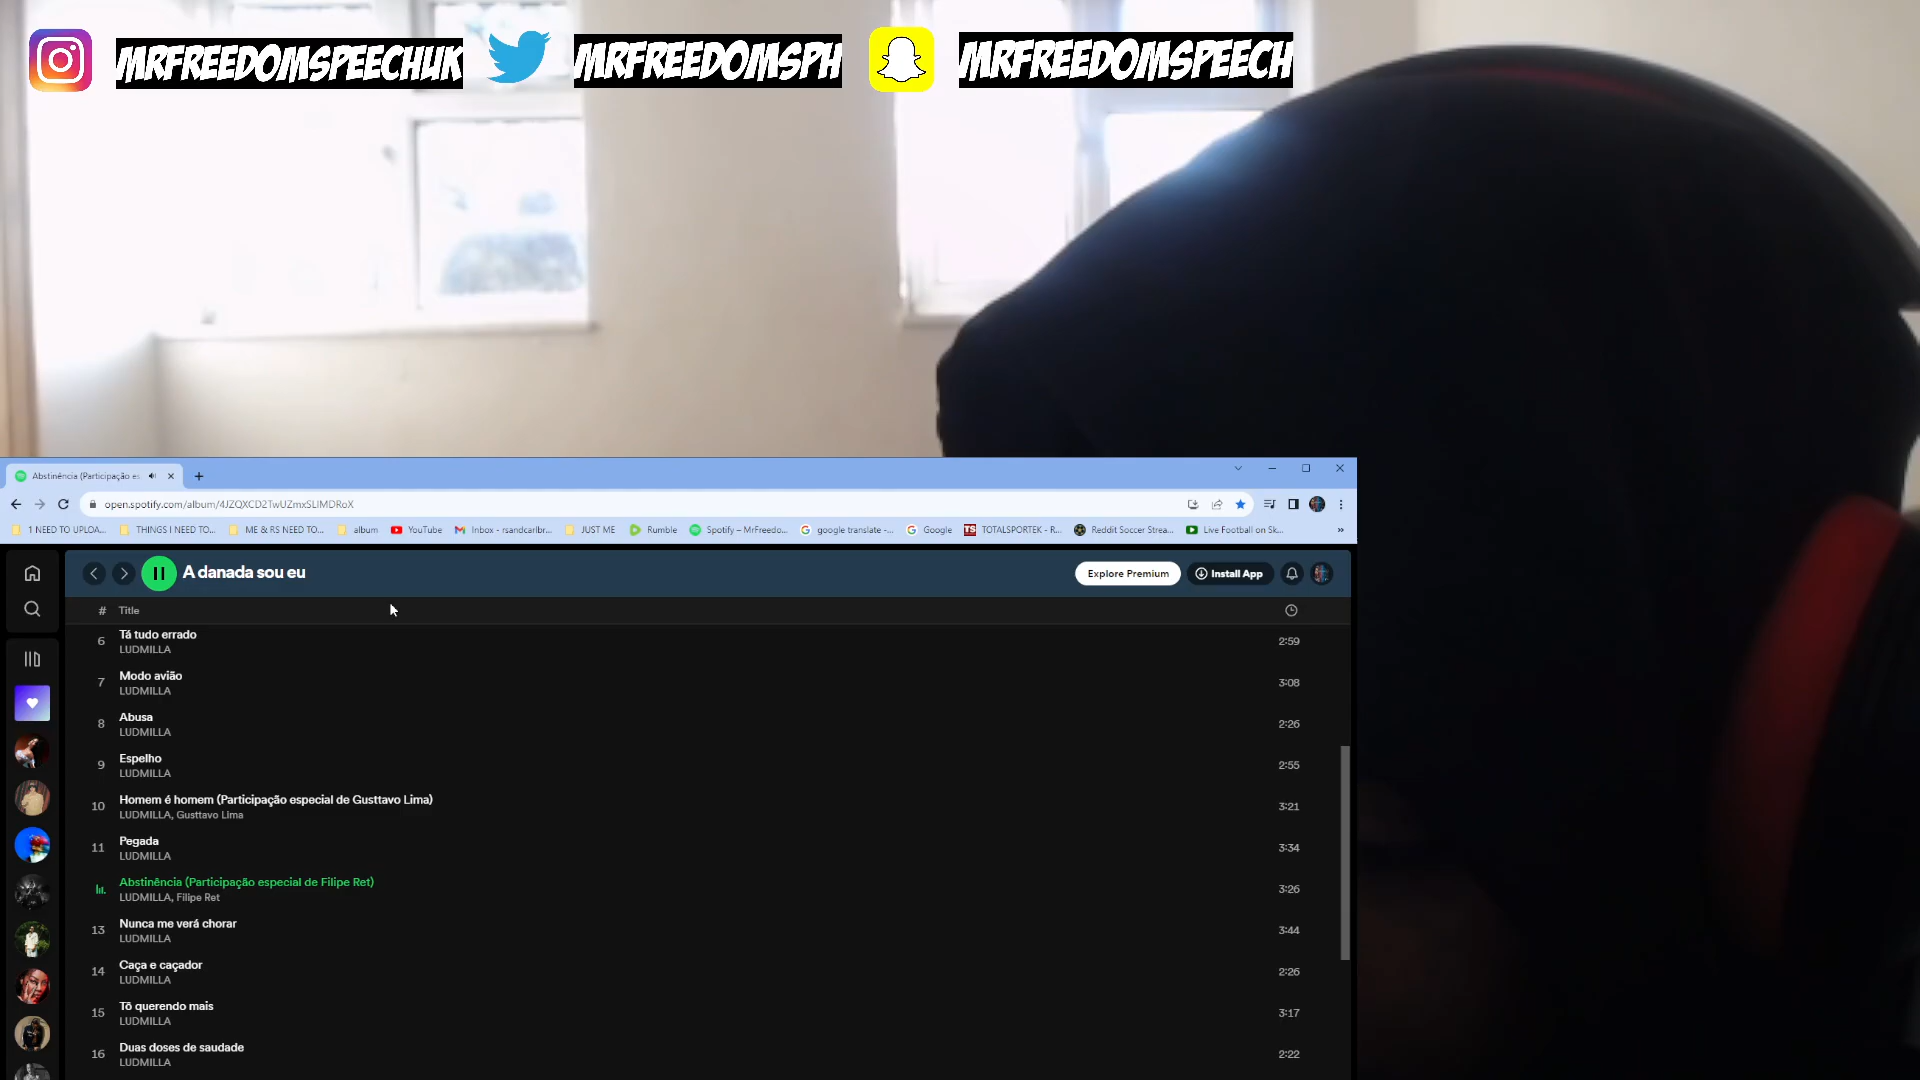 MRFREEDOMSPEECHUK
MRFREEDOMSPH
MRFREEDOMSPEECH
Abstinência (Participação es
open.spotify.com/album/4JZQXCD2TwUZmxSLIMDRoX
1 NEED TO UPLOA...
THINGS I NEED TO...
ME & RS NEED TO...
album
YouTube
Inbox - rsandcarlbr...
JUST ME
Rumble
Spotify – MrFreedo...
google translate -...
Google
TS
TOTALSPORTEK - R...
Reddit Soccer Strea...
Live Football on Sk...
A danada sou eu
Explore Premium
Install App
# Title
6 Tá tudo errado 2:59
LUDMILLA
7 Modo avião 3:08
LUDMILLA
8 Abusa 2:26
LUDMILLA
9 Espelho 2:55
LUDMILLA
10 Homem é homem (Participação especial de Gusttavo Lima) 3:21
LUDMILLA, Gusttavo Lima
11 Pegada 3:34
LUDMILLA
Abstinência (Participação especial de Filipe Ret) 3:26
LUDMILLA, Filipe Ret
13 Nunca me verá chorar 3:44
LUDMILLA
14 Caça e caçador 2:26
LUDMILLA
15 Tô querendo mais 3:17
LUDMILLA
16 Duas doses de saudade 2:22
LUDMILLA